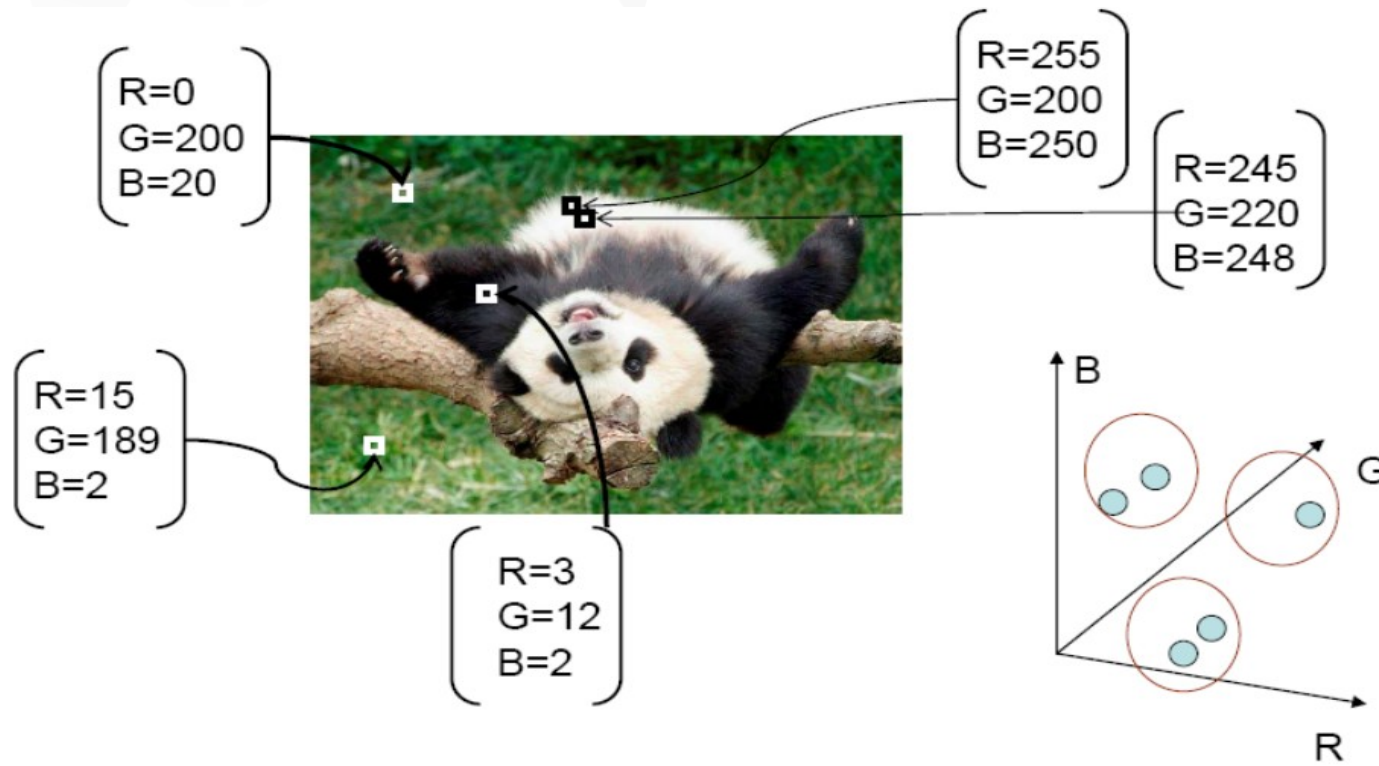 R=0
G=200
B=20
R=255
G=200
B=250
R=245
G=220
B=248
R=15
G=189
B=2
R=3
G=12
B=2
B
G
R